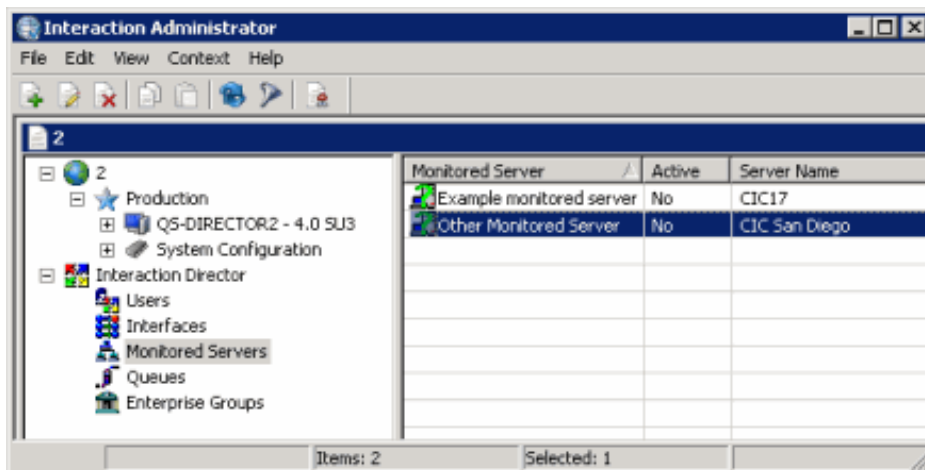 Interaction Administrator
File Edit View Context Help
2
2
Production
QS-DIRECTOR2 - 4.0 SU3
System Configuration
Interaction Director
Users
Interfaces
Monitored Servers
Queues
Enterprise Groups
Monitored Server Active Server Name
Example monitored server No CIC17
Other Monitored Server No CIC San Diego
Items: 2 Selected: 1